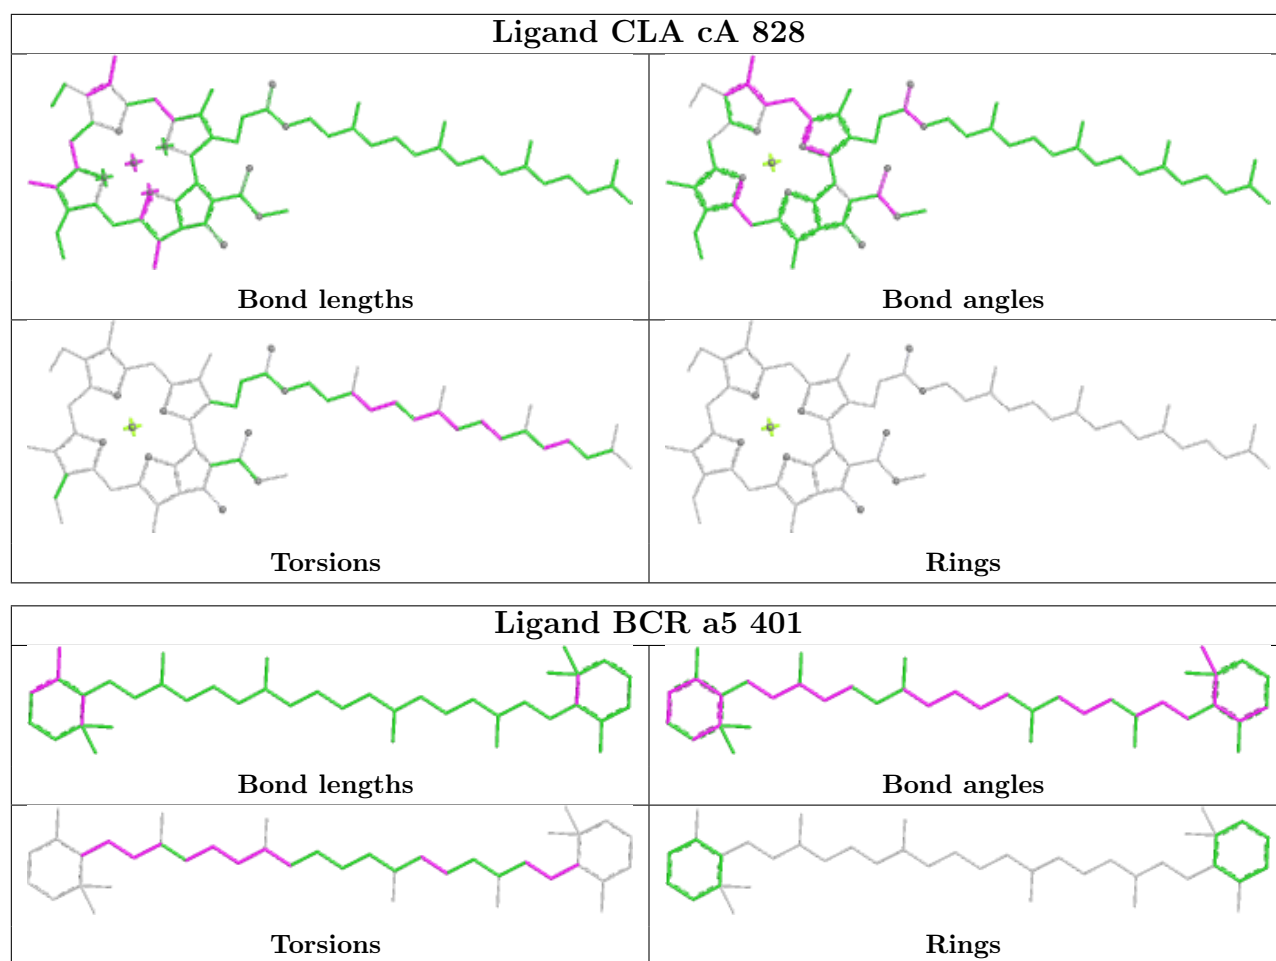 Ligand CLA cA 828
Bond lengths
Bond angles
Torsions
Rings
Ligand BCR a5 401
Bond lengths
Bond angles
Torsions
Rings